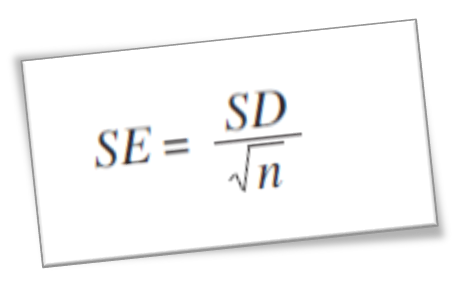 SE = SD / √n